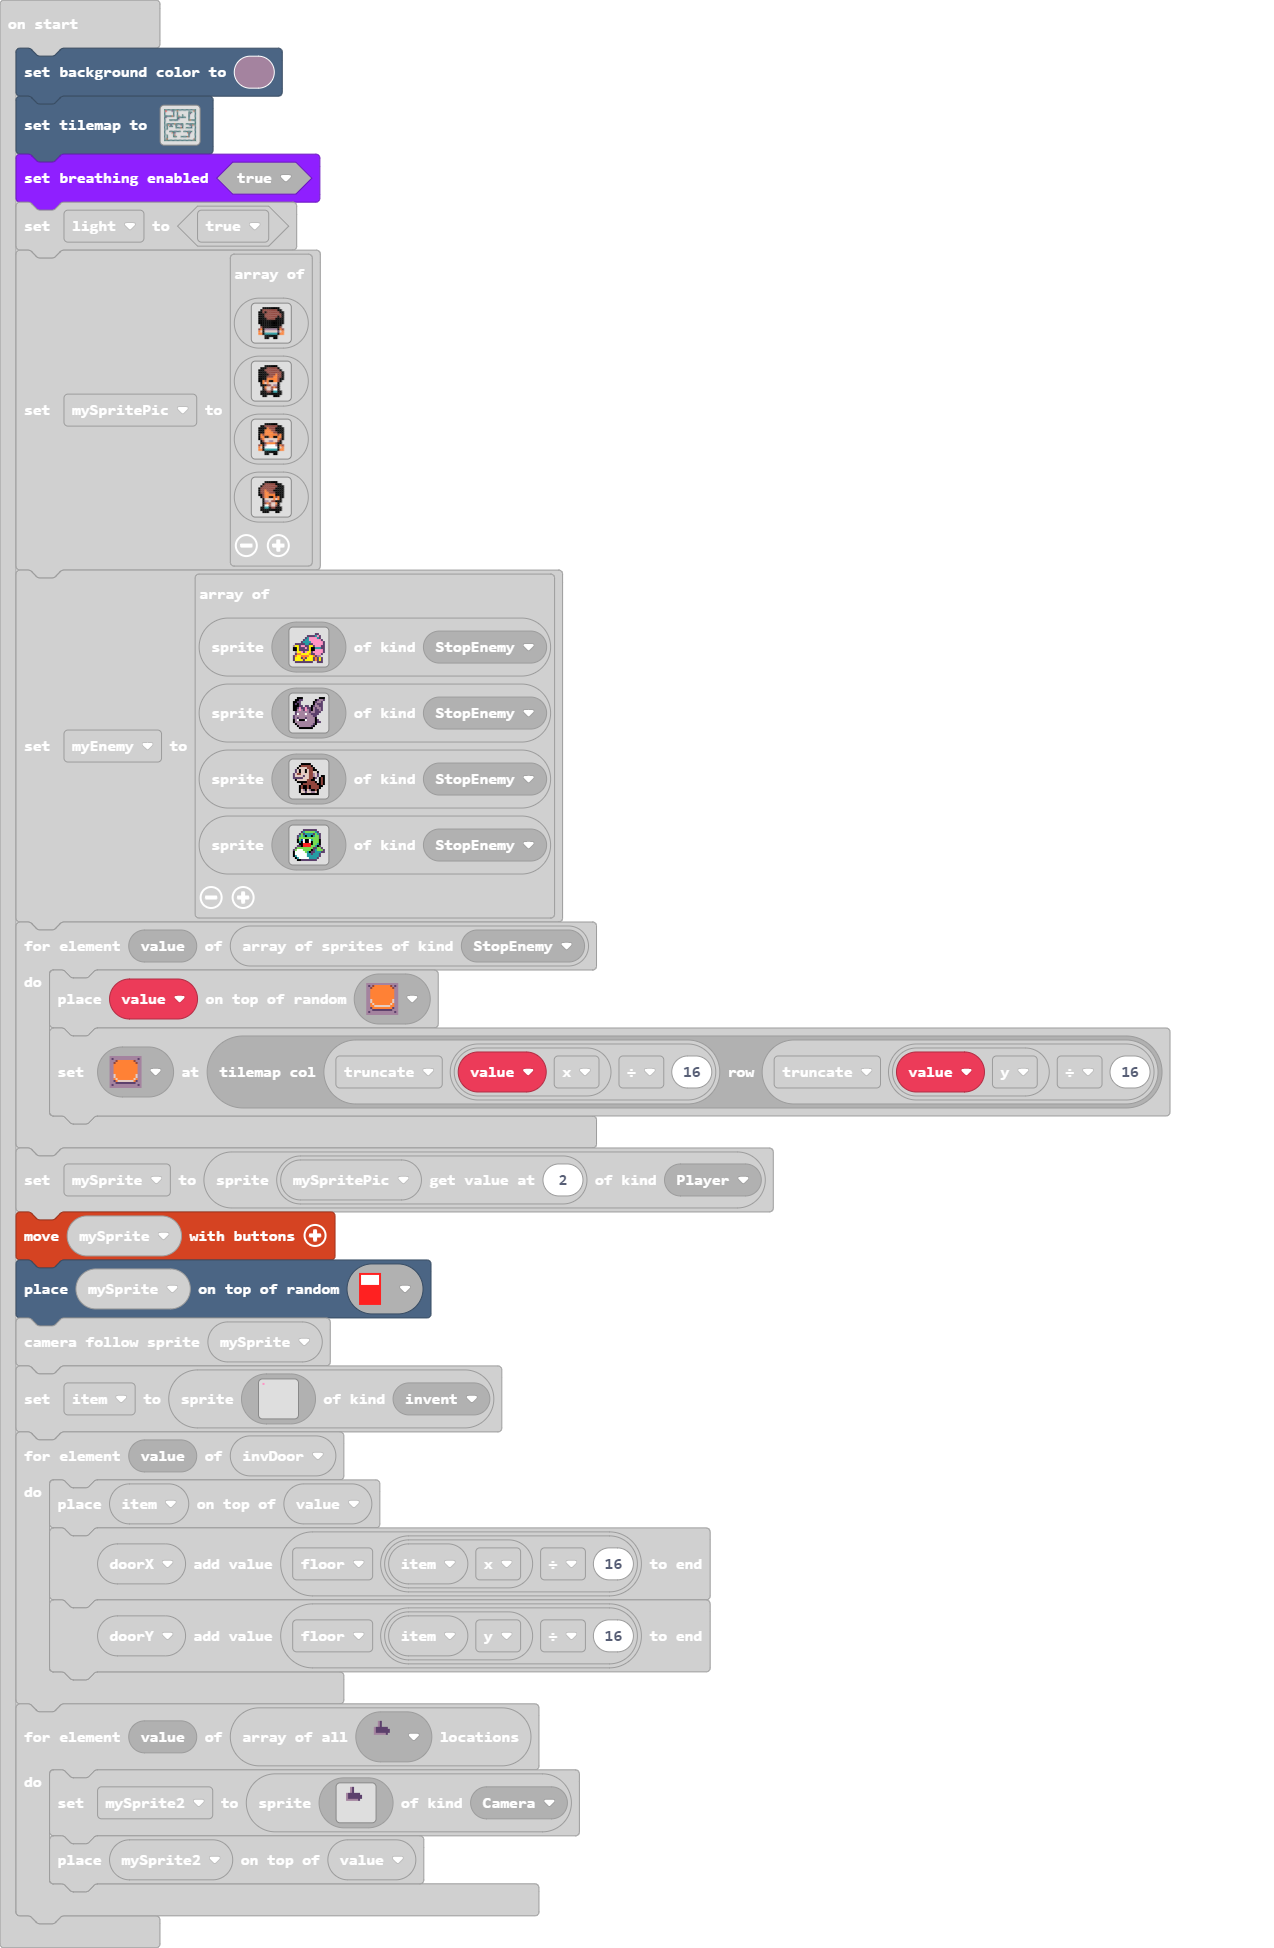 on start
set background color to
set tilemap to
set breathing enabled true
set light to true
array of
set mySpritePic to
array of
sprite of kind StopEnemy
sprite of kind StopEnemy
set myEnemy to
sprite of kind StopEnemy
sprite of kind StopEnemy
for element value of array of sprites of kind StopEnemy
do
place value on top of random
set at tilemap col truncate value x ÷ 16 row truncate value y ÷ 16
set mySprite to sprite mySpritePic get value at 2 of kind Player
move mySprite with buttons
place mySprite on top of random
camera follow sprite mySprite
set item to sprite of kind invent
for element value of invDoor
do
place item on top of value
doorX add value floor item x ÷ 16 to end
doorY add value floor item y ÷ 16 to end
for element value of array of all locations
do
set mySprite2 to sprite of kind Camera
place mySprite2 on top of value